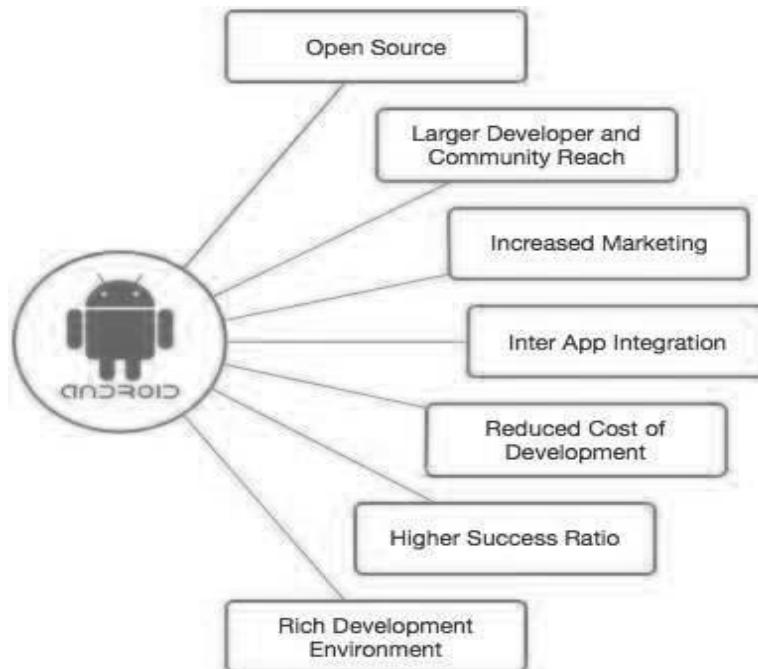 Open Source
Larger Developer and
Community Reach
Increased Marketing
ANDROID
Inter App Integration
Reduced Cost of
Development
Higher Success Ratio
Rich Development
Environment